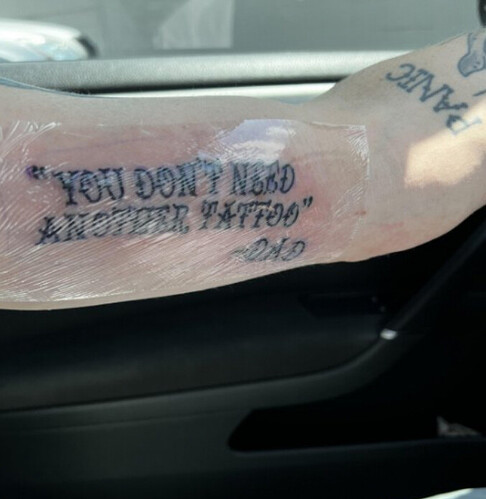 "YOU DON'T NEED
ANOTHER TATTOO"
-DAD
PANIC